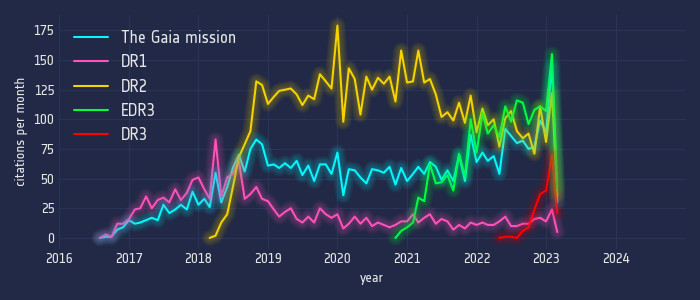 175
150
125
100
75
50
25
0
citations per month
The Gaia mission
DR1
DR2
EDR3
DR3
2016 2017 2018 2019 2020 2021 2022 2023 2024
year